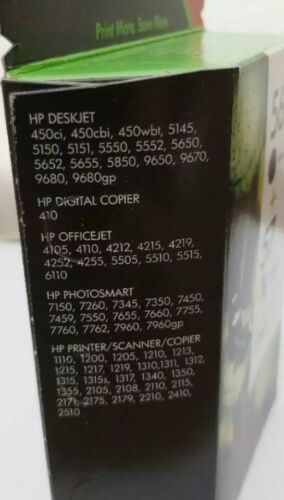 Print More. Save More.
HP DESKJET
450ci, 450cbi, 450wbt, 5145,
5150, 5151, 5550, 5552, 5650,
5652, 5655, 5850, 9650, 9670,
9680, 9680gp
HP DIGITAL COPIER
410
HP OFFICEJET
4105, 4110, 4212, 4215, 4219,
4252, 4255, 5505, 5510, 5515,
6110
HP PHOTOSMART
7150, 7260, 7345, 7350, 7450,
7459, 7550, 7655, 7660, 7755,
7760, 7762, 7960, 7960gp
HP PRINTER/SCANNER/COPIER
1110, 1200, 1205, 1210, 1213,
1215, 1217, 1219, 1310,1311, 1312,
1315, 1315s, 1317, 1340, 1350,
1355, 2105, 2108, 2110, 2115,
2171, 2175, 2179, 2210, 2410,
2510
56